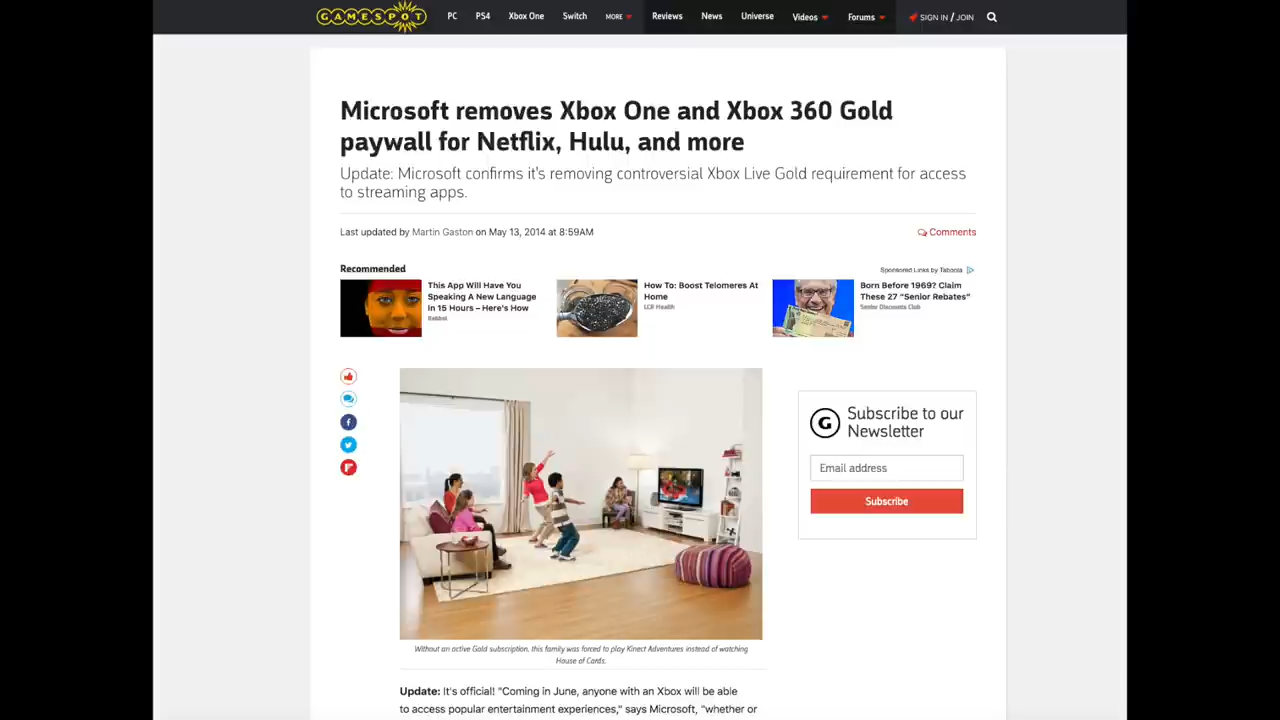 GAMESPOT
PC PS4 Xbox One Switch MORE Reviews News Universe Videos Forums SIGN IN / JOIN
Microsoft removes Xbox One and Xbox 360 Gold
paywall for Netflix, Hulu, and more
Update: Microsoft confirms it's removing controversial Xbox Live Gold requirement for access
to streaming apps.
Last updated by Martin Gaston on May 13, 2014 at 8:59AM
Comments
Recommended
Sponsored Links by Taboola
This App Will Have You
Speaking A New Language
In 15 Hours – Here's How
Babbel
How To: Boost Telomeres At
Home
LCR Health
Born Before 1969? Claim
These 27 "Senior Rebates"
Senior Discounts Club
G
Subscribe to our
Newsletter
Email address
Subscribe
Without an active Gold subscription, this family was forced to play Kinect Adventures instead of watching
House of Cards.
Update: It's official! "Coming in June, anyone with an Xbox will be able
to access popular entertainment experiences," says Microsoft, "whether or